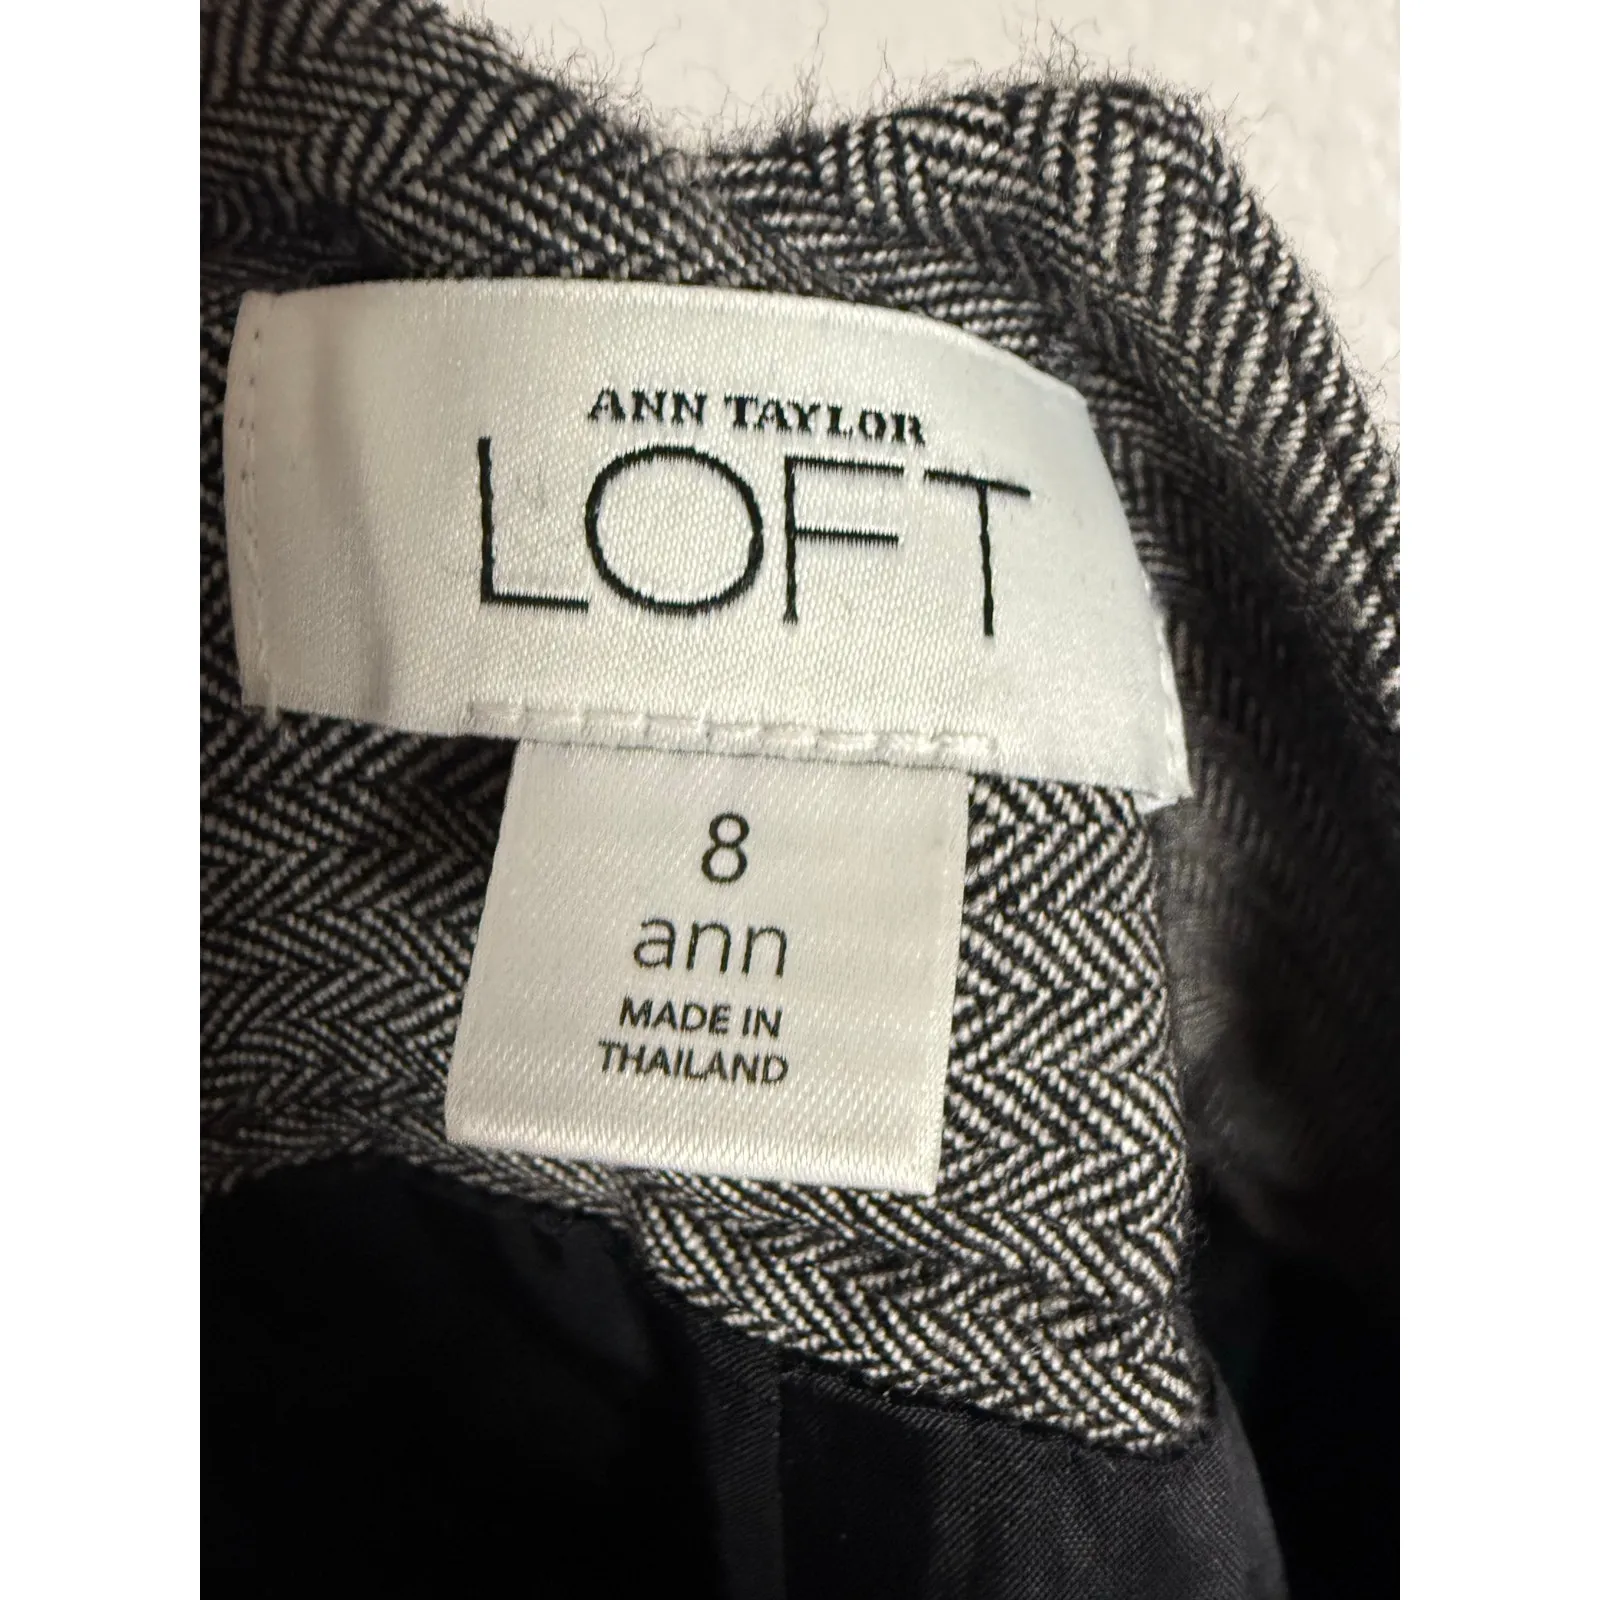 ANN TAYLOR
LOFT
8
ann
MADE IN
THAILAND